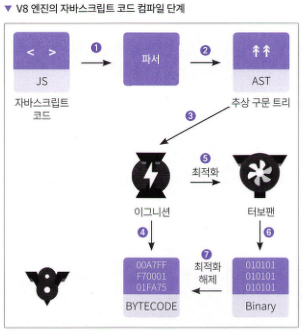 ▼ V8 엔진의 자바스크립트 코드 컴파일 단계
< >
JS
자바스크립트
코드
❶
파서
❷
AST
추상 구문 트리
❸
이그니션
❺
최적화
터보팬
❹
❻
00A7FF
F70001
01FA75
BYTECODE
❼
최적화
해제
010101
010101
010101
Binary